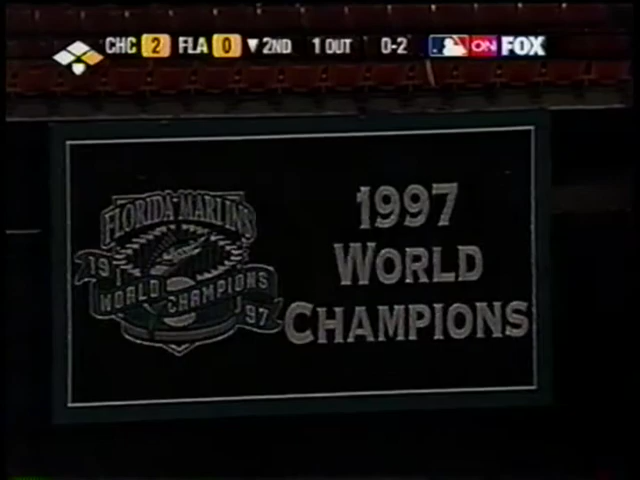 CHC 2 FLA 0 ▼ 2ND 1 OUT 0-2 MLB ON FOX
FLORIDA MARLINS
19
WORLD CHAMPIONS
97
1997
WORLD
CHAMPIONS